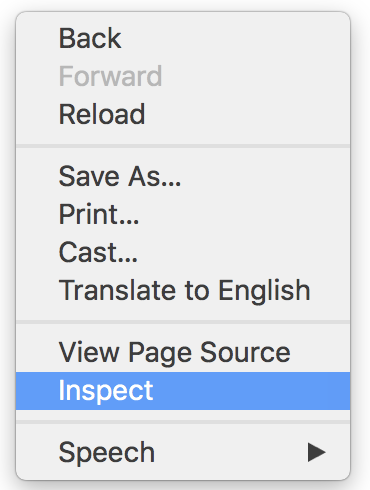 Back
Forward
Reload
Save As...
Print...
Cast...
Translate to English
View Page Source
Inspect
Speech